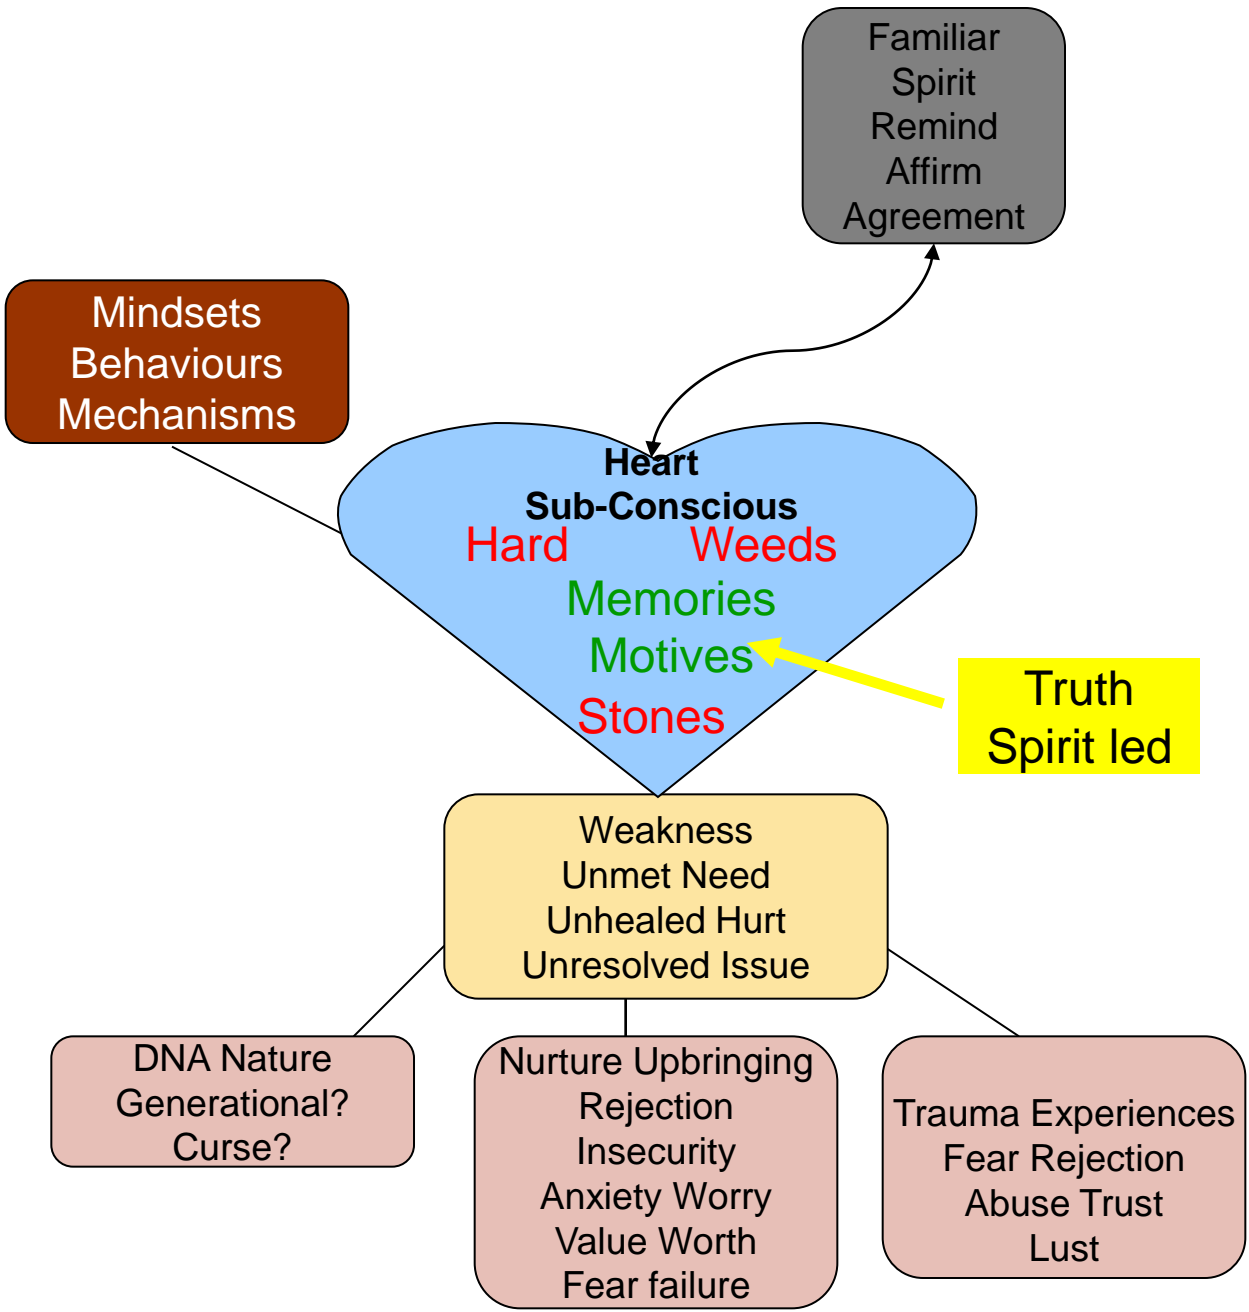 Familiar
Spirit
Remind
Affirm
Agreement
Mindsets
Behaviours
Mechanisms
Heart
Sub-Conscious
Hard Weeds
Memories
Motives
Stones
Truth
Spirit led
Weakness
Unmet Need
Unhealed Hurt
Unresolved Issue
DNA Nature
Generational?
Curse?
Nurture Upbringing
Rejection
Insecurity
Anxiety Worry
Value Worth
Fear failure
Trauma Experiences
Fear Rejection
Abuse Trust
Lust